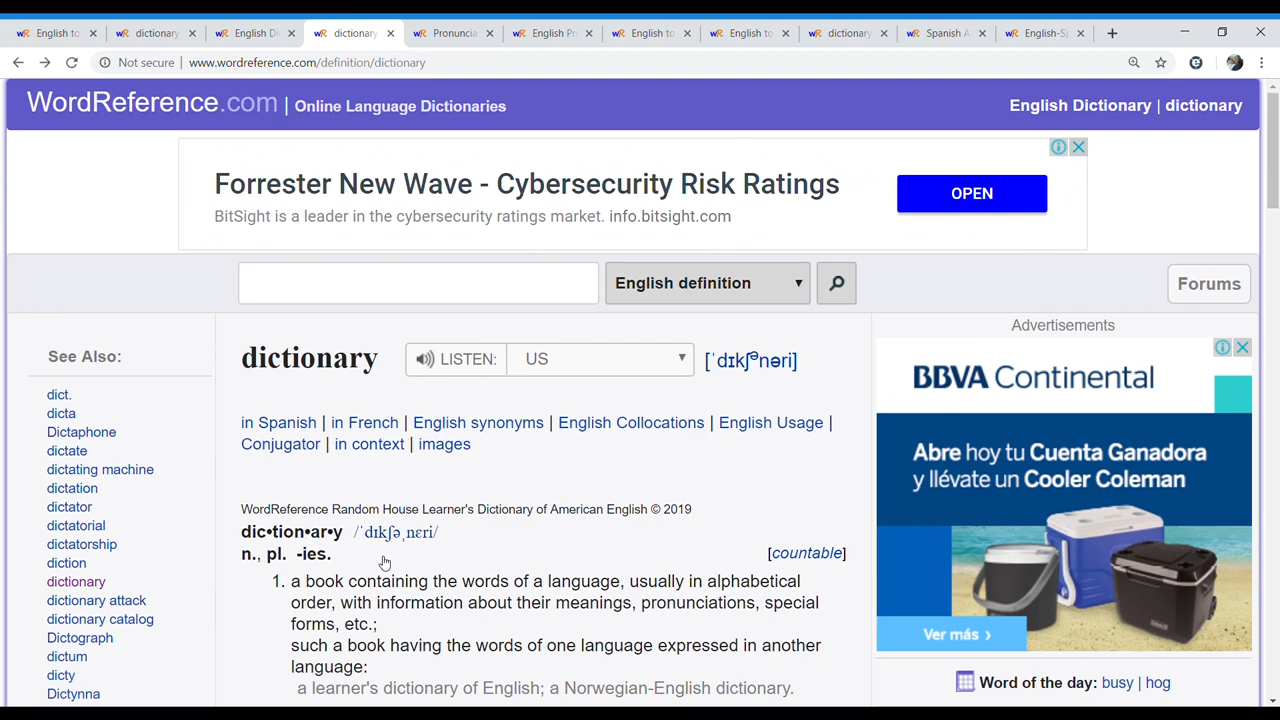 English to
dictionary
English Di
dictionary
Pronuncia
English Pr
English to
English to
dictionary
Spanish A
English-Sp
Not secure | www.wordreference.com/definition/dictionary
WordReference.com | Online Language Dictionaries
English Dictionary | dictionary
Forrester New Wave - Cybersecurity Risk Ratings
BitSight is a leader in the cybersecurity ratings market. info.bitsight.com
OPEN
English definition
Forums
See Also:
dict.
dicta
Dictaphone
dictate
dictating machine
dictation
dictator
dictatorial
dictatorship
diction
dictionary
dictionary attack
dictionary catalog
Dictograph
dictum
dicty
Dictynna
dictionary LISTEN: US [ˈdɪkʃᵊnəri]
in Spanish | in French | English synonyms | English Collocations | English Usage |
Conjugator | in context | images
WordReference Random House Learner's Dictionary of American English © 2019
dic•tion•ar•y /ˈdɪkʃəˌnɛri/
n., pl. -ies. [countable]
1. a book containing the words of a language, usually in alphabetical
order, with information about their meanings, pronunciations, special
forms, etc.;
such a book having the words of one language expressed in another
language:
a learner's dictionary of English; a Norwegian-English dictionary.
Advertisements
BBVA Continental
Abre hoy tu Cuenta Ganadora
y llévate un Cooler Coleman
Ver más ›
Word of the day: busy | hog